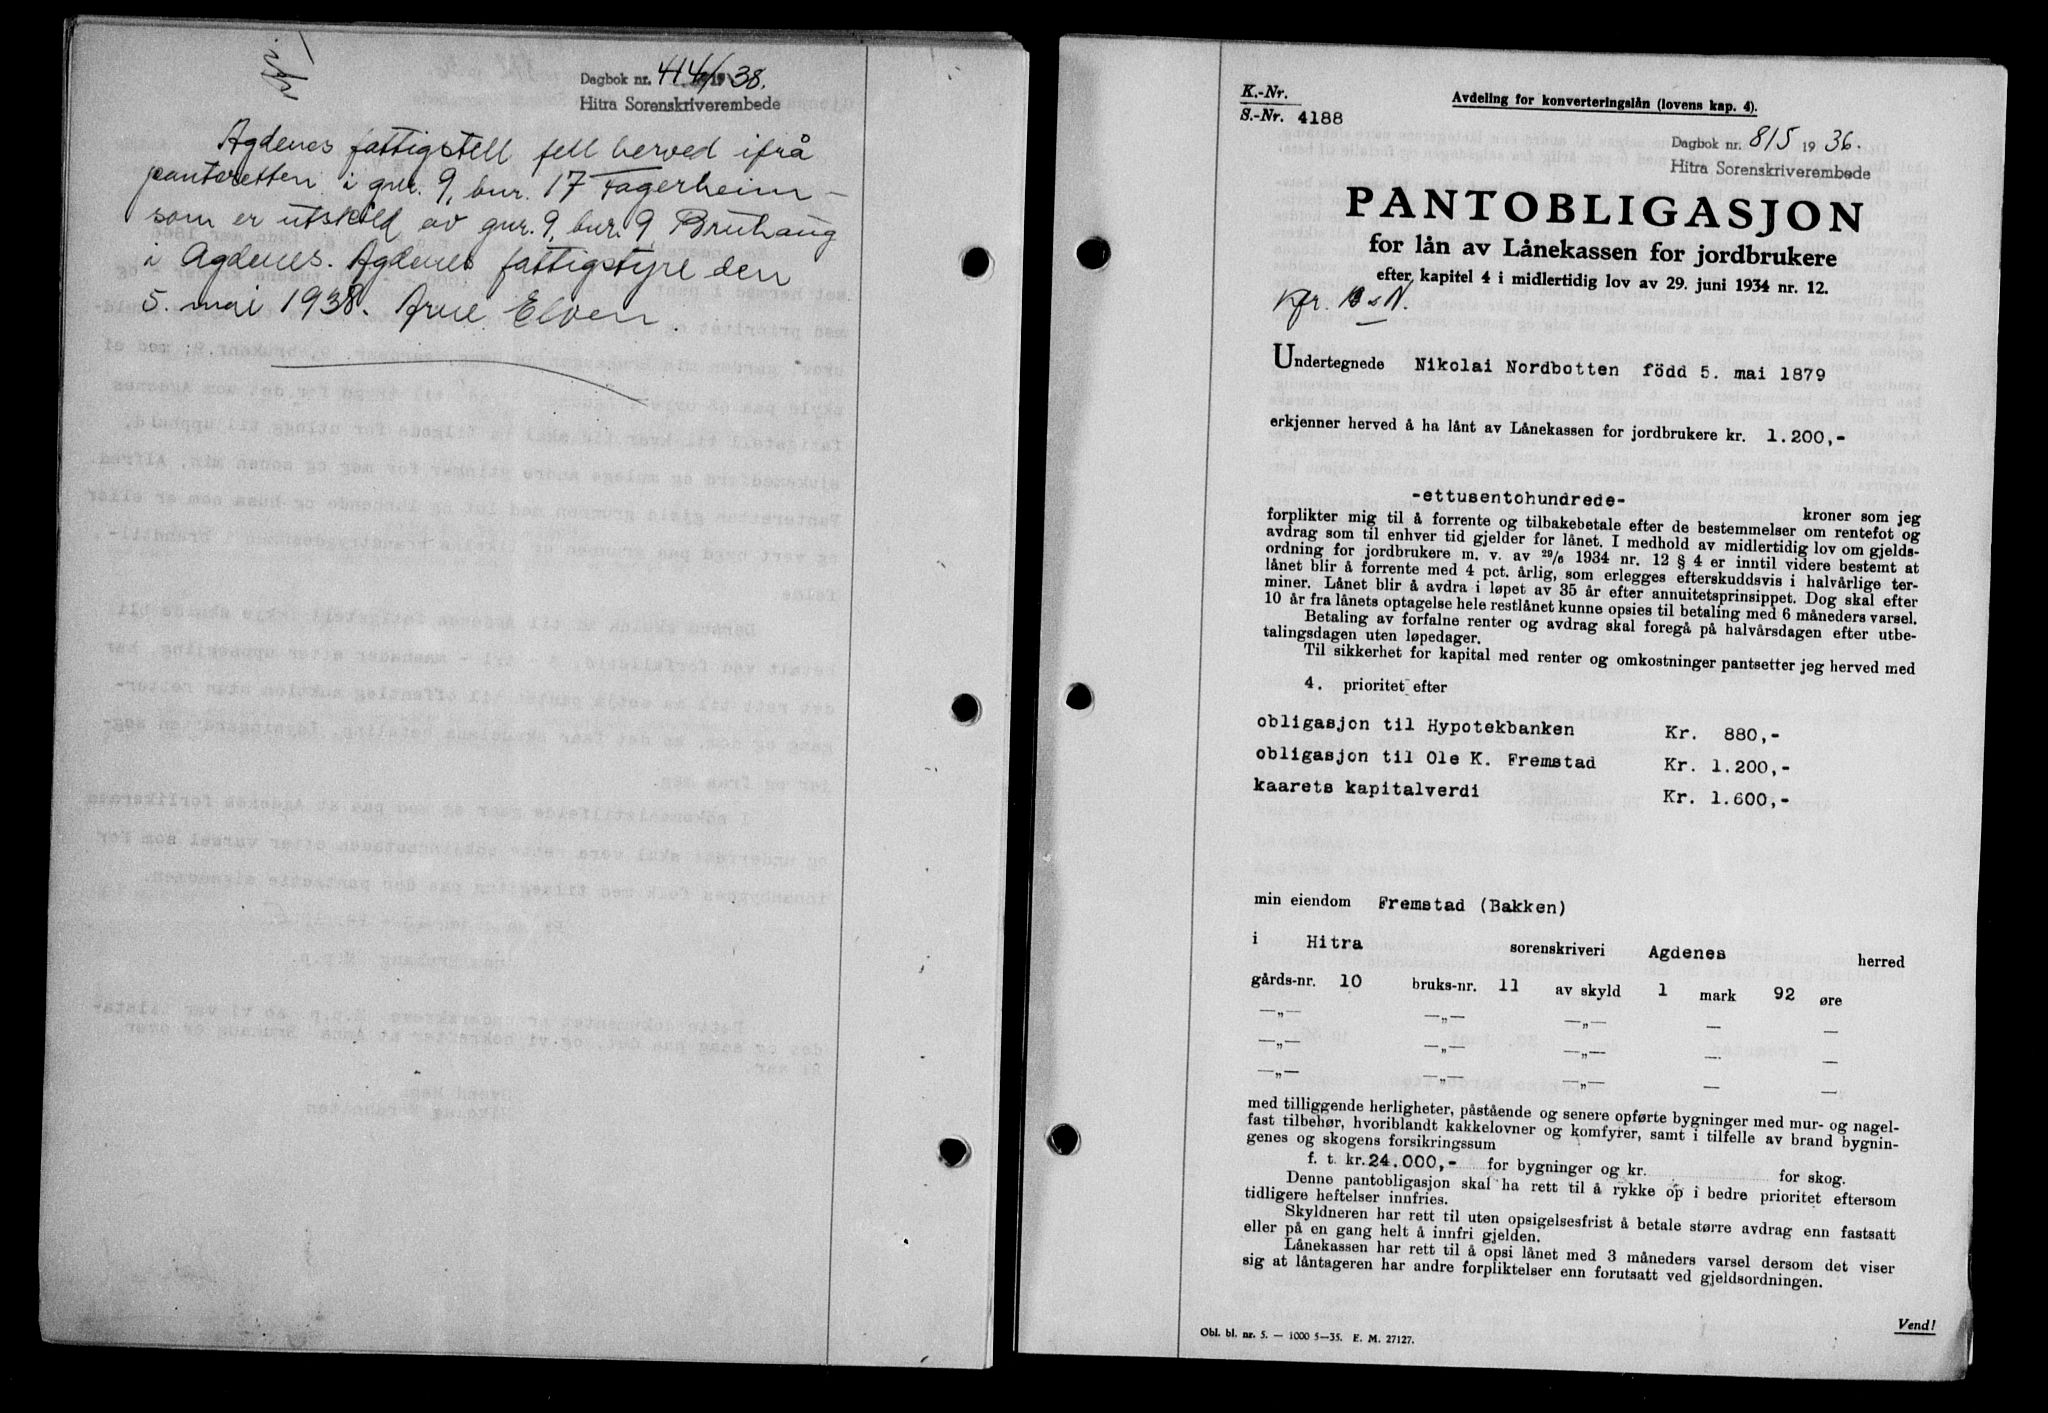 Dagbok nr. 414/1938.
Hitra Sorenskriverembede
Agdenes fattigstell fell herved ifrå
panteretten i gnr. 9, bnr. 17 Fagerheim –
som er utskild av gnr. 9, bnr. 9 Bruhaug
i Agdenes. Agdenes fattigstyre den
5. mai 1938. Arne Elven.
K.-Nr.
S.-Nr. 4188
Avdeling for konverteringslån (lovens kap. 4).
Dagbok nr. 815 1936.
Hitra Sorenskriverembede
PANTOBLIGASJON
for lån av Lånekassen for jordbrukere
efter kapitel 4 i midlertidig lov av 29. juni 1934 nr. 12.
Kfr. B s N.
Undertegnede Nikolai Nordbotten född 5. mai 1879
erkjenner herved å ha lånt av Lånekassen for jordbrukere kr. 1.200,-
-ettusentohundrede- kroner som jeg
forplikter mig til å forrente og tilbakebetale efter de bestemmelser om rentefot og
avdrag som til enhver tid gjelder for lånet. I medhold av midlertidig lov om gjelds-
ordning for jordbrukere m. v. av 29/6 1934 nr. 12 § 4 er inntil videre bestemt at
lånet blir å forrente med 4 pct. årlig, som erlegges efterskuddsvis i halvårlige ter-
miner. Lånet blir å avdra i løpet av 35 år efter annuitetsprinsippet. Dog skal efter
10 år fra lånets optagelse hele restlånet kunne opsies til betaling med 6 måneders varsel.
Betaling av forfalne renter og avdrag skal foregå på halvårsdagen efter utbe-
talingsdagen uten løpedager.
Til sikkerhet for kapital med renter og omkostninger pantsetter jeg herved med
4. prioritet efter
obligasjon til Hypotekbanken Kr. 880,-
obligasjon til Ole K. Fremstad Kr. 1.200,-
kaarets kapitalverdi Kr. 1.600,-
min eiendom Fremstad (Bakken)
i Hitra sorenskriveri Agdenes herred
gårds-nr. 10 bruks-nr. 11 av skyld 1 mark 92 øre
—„— —„— —„— — —
—„— —„— —„— — —
—„— —„— —„— — —
med tilliggende herligheter, påstående og senere opførte bygninger med mur- og nagel-
fast tilbehør, hvoriblandt kakkelovner og komfyrer, samt i tilfelle av brand bygnin-
genes og skogens forsikringssum
f. t. kr. 24.000,- for bygninger og kr. for skog.
Denne pantobligasjon skal ha rett til å rykke op i bedre prioritet eftersom
tidligere heftelser innfries.
Skyldneren har rett til uten opsigelsesfrist å betale større avdrag enn fastsatt
eller på en gang helt å innfri gjelden.
Lånekassen har rett til å opsi lånet med 3 måneders varsel dersom det viser
sig at låntageren har andre forpliktelser enn forutsatt ved gjeldsordningen.
Obl. bl. nr. 5. — 1000 5—35. E. M. 27127.
Vend!